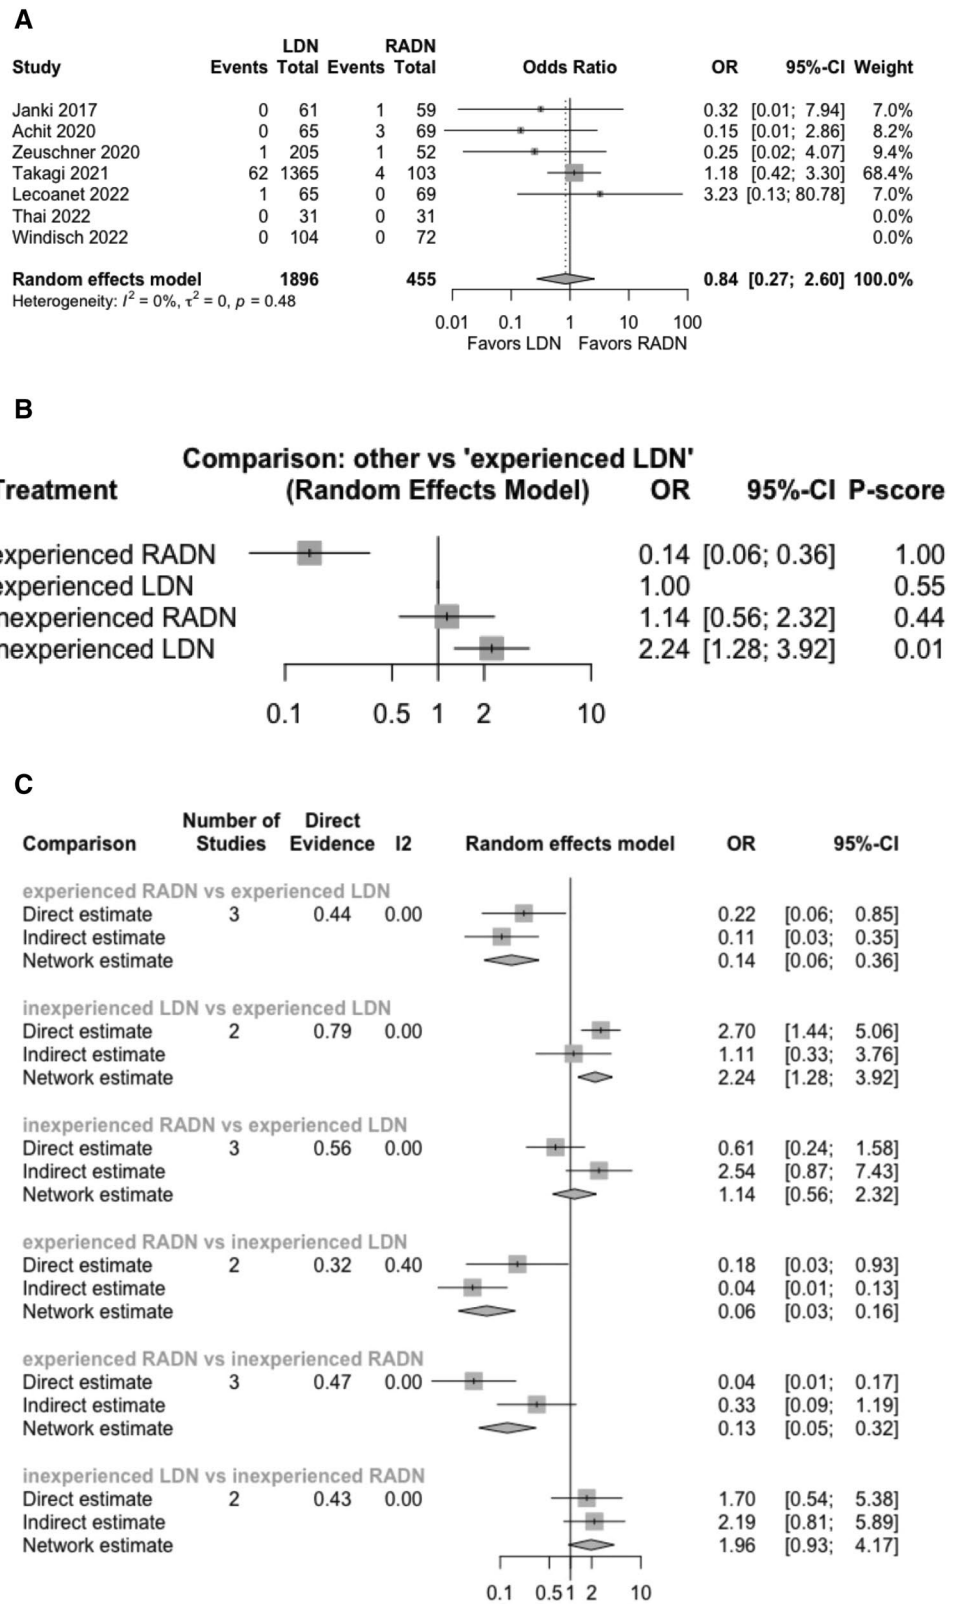 A
LDN RADN
Study Events Total Events Total Odds Ratio OR 95%-CI Weight
Janki 2017 0 61 1 59 0.32 [0.01; 7.94] 7.0%
Achit 2020 0 65 3 69 0.15 [0.01; 2.86] 8.2%
Zeuschner 2020 1 205 1 52 0.25 [0.02; 4.07] 9.4%
Takagi 2021 62 1365 4 103 1.18 [0.42; 3.30] 68.4%
Lecoanet 2022 1 65 0 69 3.23 [0.13; 80.78] 7.0%
Thai 2022 0 31 0 31 0.0%
Windisch 2022 0 104 0 72 0.0%
Random effects model 1896 455 0.84 [0.27; 2.60] 100.0%
Heterogeneity: I² = 0%, τ² = 0, p = 0.48
0.01 0.1 1 10 100
Favors LDN Favors RADN
B
Comparison: other vs 'experienced LDN'
Treatment (Random Effects Model) OR 95%-CI P-score
experienced RADN 0.14 [0.06; 0.36] 1.00
experienced LDN 1.00 0.55
nexperienced RADN 1.14 [0.56; 2.32] 0.44
nexperienced LDN 2.24 [1.28; 3.92] 0.01
0.1 0.5 1 2 10
C
Number of Direct
Comparison Studies Evidence I2 Random effects model OR 95%-CI
experienced RADN vs experienced LDN
Direct estimate 3 0.44 0.00 0.22 [0.06; 0.85]
Indirect estimate 0.11 [0.03; 0.35]
Network estimate 0.14 [0.06; 0.36]
inexperienced LDN vs experienced LDN
Direct estimate 2 0.79 0.00 2.70 [1.44; 5.06]
Indirect estimate 1.11 [0.33; 3.76]
Network estimate 2.24 [1.28; 3.92]
inexperienced RADN vs experienced LDN
Direct estimate 3 0.56 0.00 0.61 [0.24; 1.58]
Indirect estimate 2.54 [0.87; 7.43]
Network estimate 1.14 [0.56; 2.32]
experienced RADN vs inexperienced LDN
Direct estimate 2 0.32 0.40 0.18 [0.03; 0.93]
Indirect estimate 0.04 [0.01; 0.13]
Network estimate 0.06 [0.03; 0.16]
experienced RADN vs inexperienced RADN
Direct estimate 3 0.47 0.00 0.04 [0.01; 0.17]
Indirect estimate 0.33 [0.09; 1.19]
Network estimate 0.13 [0.05; 0.32]
inexperienced LDN vs inexperienced RADN
Direct estimate 2 0.43 0.00 1.70 [0.54; 5.38]
Indirect estimate 2.19 [0.81; 5.89]
Network estimate 1.96 [0.93; 4.17]
0.1 0.5 1 2 10